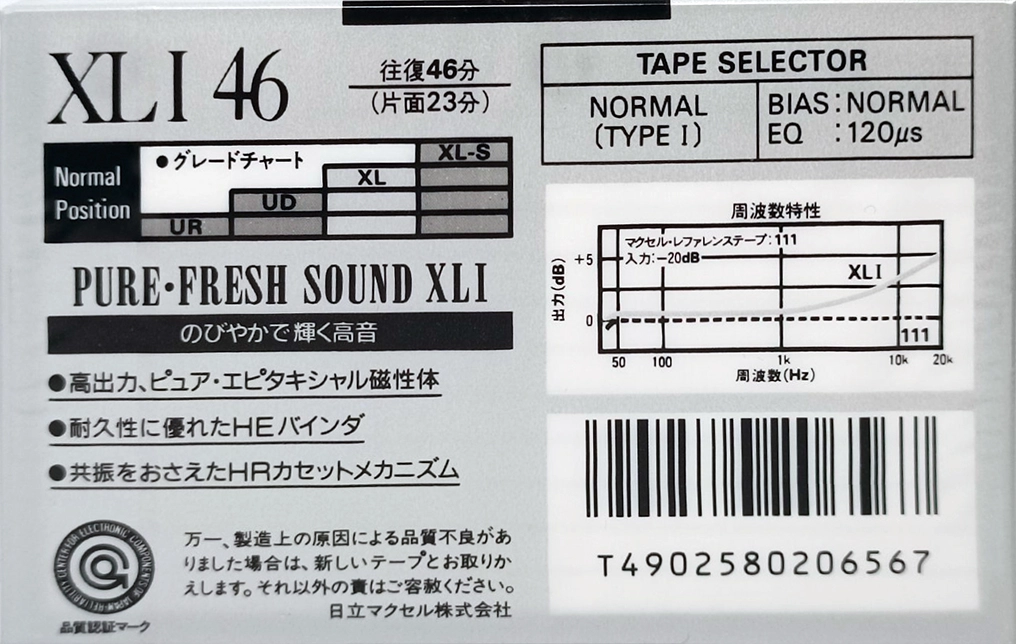 XLI 46
往復46分
(片面23分)
Normal
Position
●グレードチャート
XL-S
XL
UD
UR
PURE・FRESH SOUND XLI
のびやかで輝く高音
●高出力、ピュア・エピタキシャル磁性体
●耐久性に優れたHEバインダ
●共振をおさえたHRカセットメカニズム
CENTER ELECTRONIC COMPONENTS OF JAPAN
品質認証マーク
万一、製造上の原因による品質不良があ
りました場合は、新しいテープとお取りか
えします。それ以外の責はご容赦ください。
日立マクセル株式会社
TAPE SELECTOR
NORMAL
(TYPE I)
BIAS:NORMAL
EQ :120μs
周波数特性
マクセル・レファレンステープ:111
入力:−20dB
出力(dB)
+5
0
XLI
111
50 100 1k 10k 20k
周波数(Hz)
T4902580206567